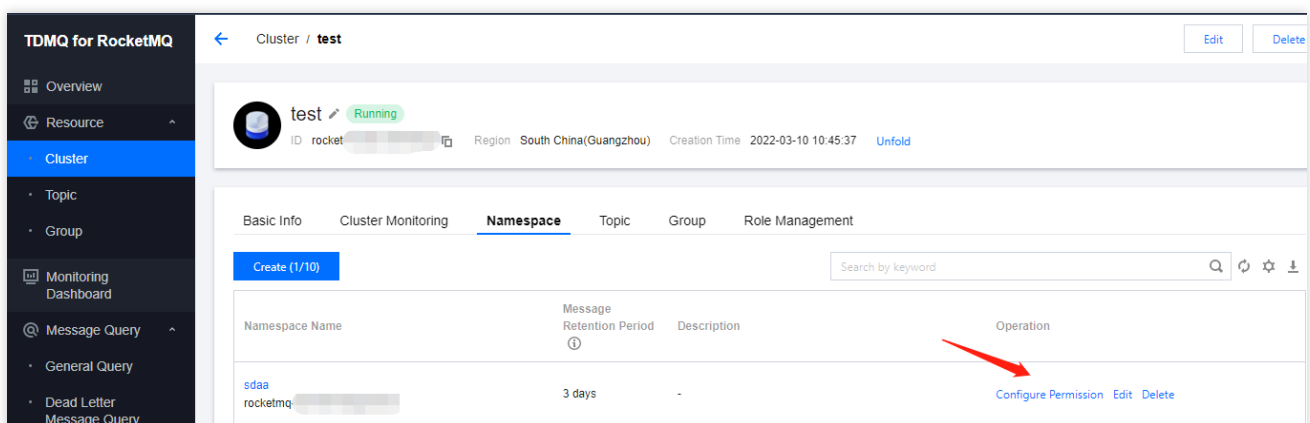 TDMQ for RocketMQ
Cluster / test
Edit
Delete
Overview
Resource
Cluster
Topic
Group
Monitoring
Dashboard
Message Query
General Query
Dead Letter
Message Query
test Running
ID rocket Region South China(Guangzhou) Creation Time 2022-03-10 10:45:37 Unfold
Basic Info Cluster Monitoring Namespace Topic Group Role Management
Create (1/10)
Search by keyword
Namespace Name
Message
Retention Period
Description
Operation
sdaa
rocketmq-
3 days
-
Configure Permission Edit Delete